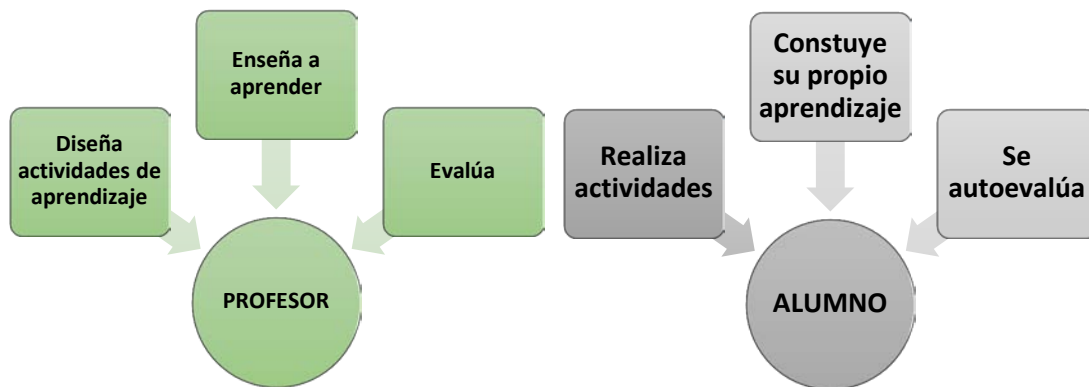 Diseña
actividades de
aprendizaje
Enseña a
aprender
Evalúa
PROFESOR
Realiza
actividades
Constuye
su propio
aprendizaje
Se
autoevalúa
ALUMNO